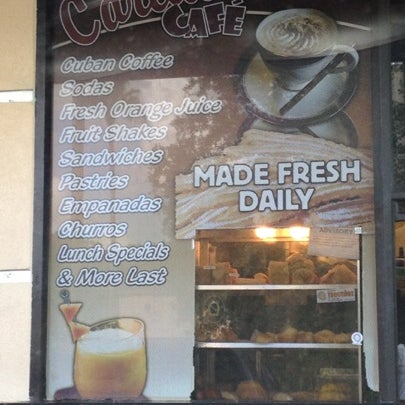 CAFÉ
Cuban Coffee
Sodas
Fresh Orange Juice
Fruit Shakes
Sandwiches
Pastries
Empanadas
Churros
Lunch Specials
& More Last
MADE FRESH
DAILY